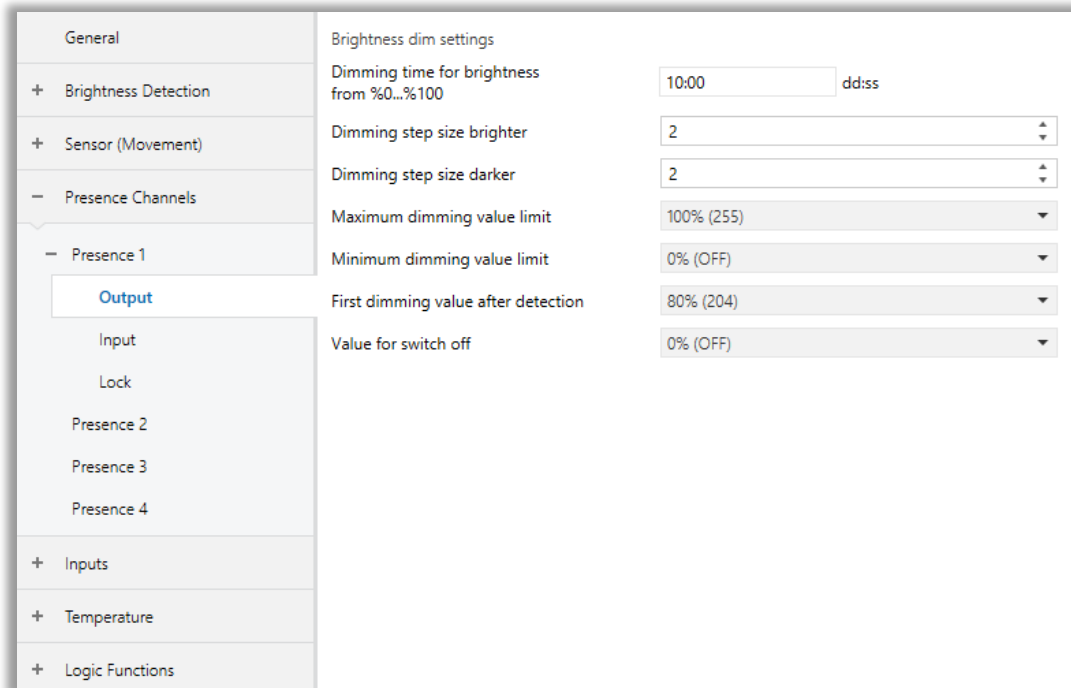 General
Brightness Detection
Sensor (Movement)
Presence Channels
Presence 1
Output
Input
Lock
Presence 2
Presence 3
Presence 4
Inputs
Temperature
Logic Functions
Brightness dim settings
Dimming time for brightness
from %0...%100
10:00 dd:ss
Dimming step size brighter 2
Dimming step size darker 2
Maximum dimming value limit 100% (255)
Minimum dimming value limit 0% (OFF)
First dimming value after detection 80% (204)
Value for switch off 0% (OFF)